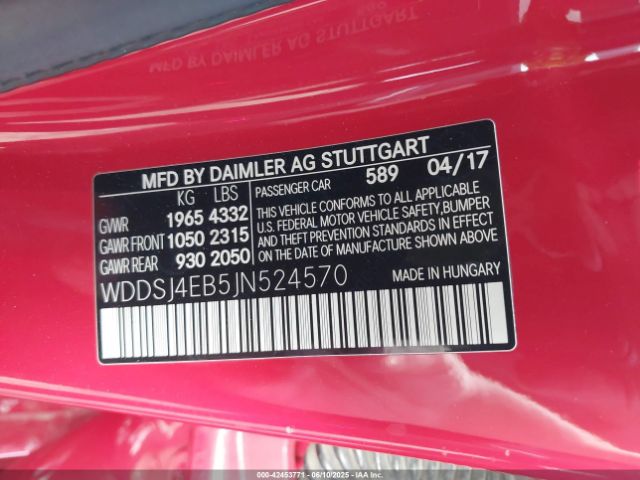 MFD BY DAIMLER AG STUTTGART
KG LBS
GVWR 1965 4332
GAWR FRONT 1050 2315
GAWR REAR 930 2050
PASSENGER CAR 589 04/17
THIS VEHICLE CONFORMS TO ALL APPLICABLE
U.S. FEDERAL MOTOR VEHICLE SAFETY,BUMPER
AND THEFT PREVENTION STANDARDS IN EFFECT
ON THE DATE OF MANUFACTURE SHOWN ABOVE
WDDSJ4EB5JN524570
MADE IN HUNGARY
000-42453771 - 06/10/2025 - IAAI.COM